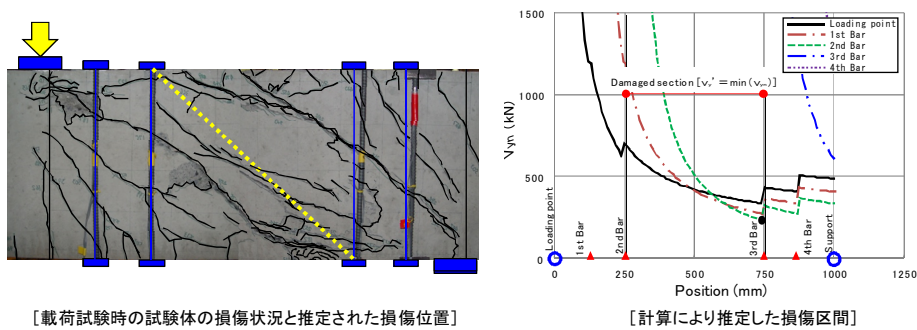 1500
1000
500
0
Vyn (kN)
Loading point
1st Bar
2nd Bar
3rd Bar
4th Bar
Damaged section [vr*=min(vyn)]
Loading point
1st Bar
2nd Bar
3rd Bar
4th Bar
Support
0 250 500 750 1000
Position (mm)
[載荷試験時の試験体の損傷状況と推定された損傷位置]
[計算により推定した損傷区間]